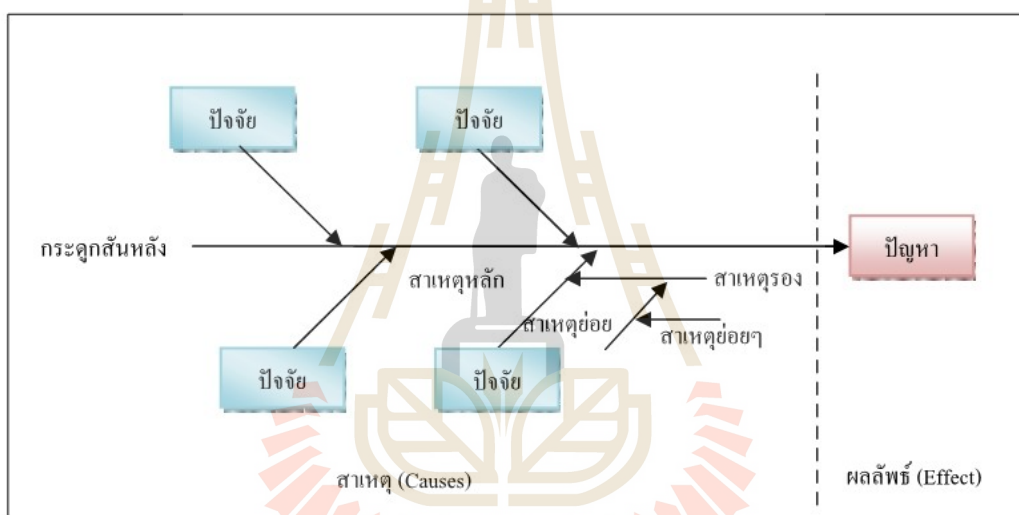 ปัจจัย
ปัจจัย
กระดูกสันหลัง
ปัญหา
สาเหตุหลัก
สาเหตุรอง
สาเหตุย่อย
สาเหตุย่อยๆ
ปัจจัย
ปัจจัย
สาเหตุ (Causes)
ผลลัพธ์ (Effect)